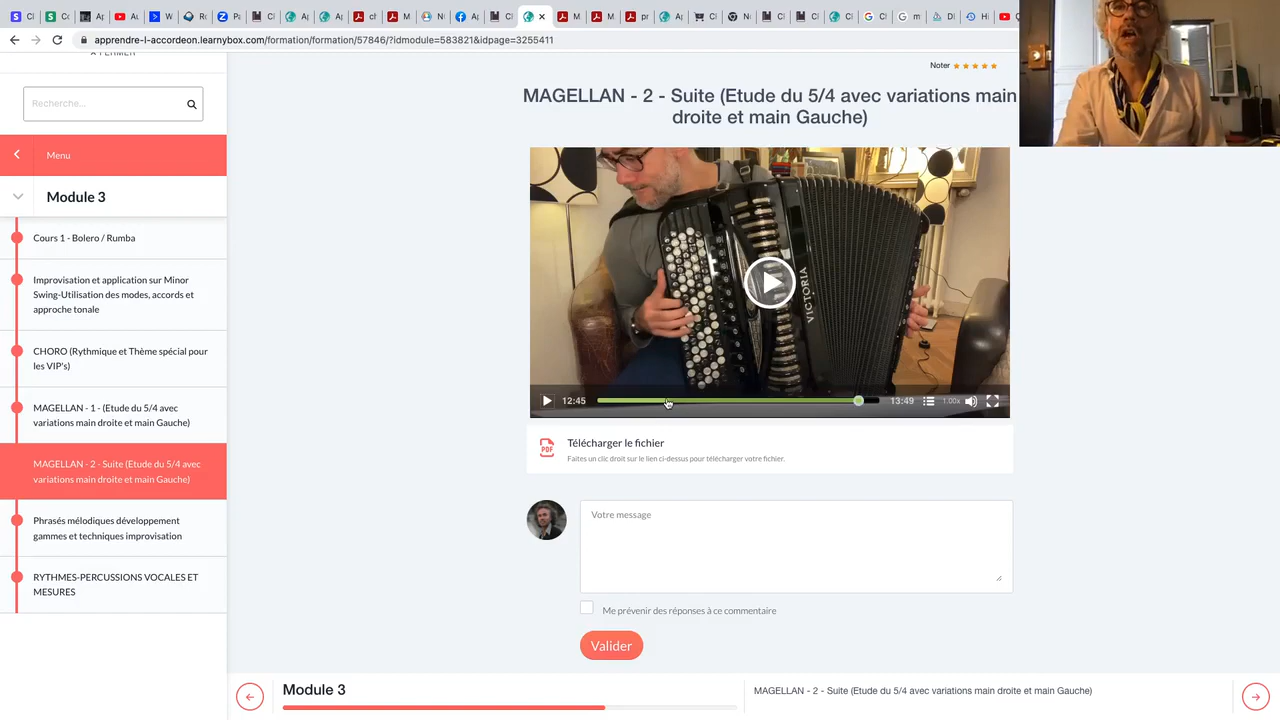 apprendre-l-accordeon.learnybox.com/formation/formation/57846/?idmodule=583821&idpage=3255411
Noter
Recherche...
Menu
Module 3
Cours 1 - Bolero / Rumba
Improvisation et application sur Minor
Swing-Utilisation des modes, accords et
approche tonale
CHORO (Rythmique et Thème spécial pour
les VIP's)
MAGELLAN - 1 - (Etude du 5/4 avec
variations main droite et main Gauche)
MAGELLAN - 2 - Suite (Etude du 5/4 avec
variations main droite et main Gauche)
Phrasés mélodiques développement
gammes et techniques improvisation
RYTHMES-PERCUSSIONS VOCALES ET
MESURES
MAGELLAN - 2 - Suite (Etude du 5/4 avec variations main
droite et main Gauche)
VICTORIA
12:45
13:49
1.00x
PDF
Télécharger le fichier
Faites un clic droit sur le lien ci-dessus pour télécharger votre fichier.
Votre message
Me prévenir des réponses à ce commentaire
Valider
Module 3
MAGELLAN - 2 - Suite (Etude du 5/4 avec variations main droite et main Gauche)